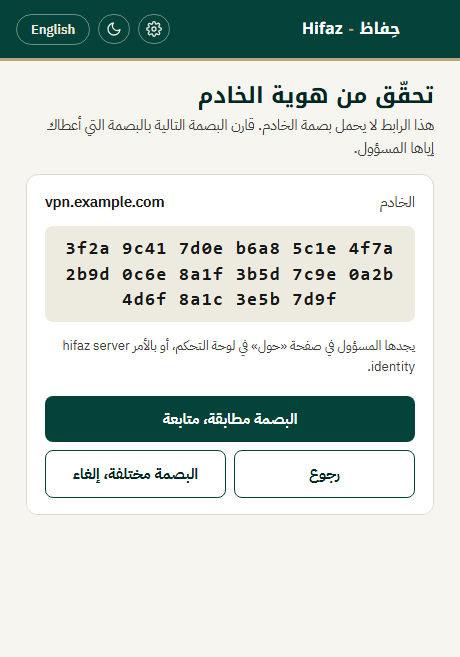 حِفاظ - Hifaz
English
تحقّق من هوية الخادم
هذا الرابط لا يحمل بصمة الخادم. قارن البصمة التالية بالبصمة التي أعطاك
إياها المسؤول.
الخادم
vpn.example.com
3f2a 9c41 7d0e b6a8 5c1e 4f7a
2b9d 0c6e 8a1f 3b5d 7c9e 0a2b
4d6f 8a1c 3e5b 7d9f
يجدها المسؤول في صفحة «حول» في لوحة التحكم، أو بالأمر hifaz server
identity.
البصمة مطابقة، متابعة
رجوع
البصمة مختلفة، إلغاء